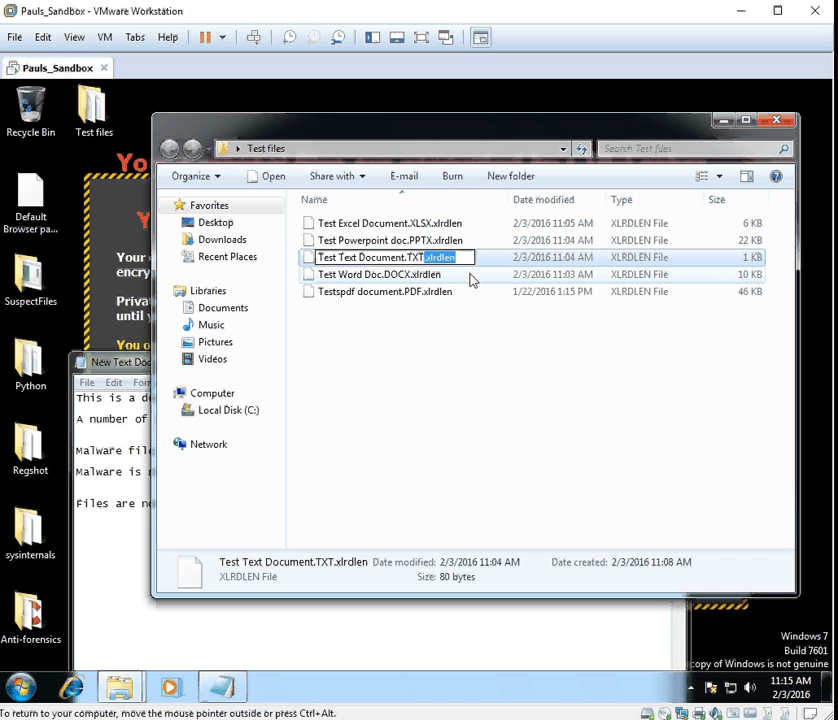 Pauls_Sandbox - VMware Workstation
File Edit View VM Tabs Help
Pauls_Sandbox
Recycle Bin
Test files
Default
Browser pa...
SuspectFiles
Python
Regshot
sysinternals
Anti-forensics
Yo
Y
Your
encry
Priva
until
You o
Test files
Search Test files
Organize Open Share with E-mail Burn New folder
Name Date modified Type Size
Favorites
Desktop
Downloads
Recent Places
Libraries
Documents
Music
Pictures
Videos
Computer
Local Disk (C:)
Network
Test Excel Document.XLSX.xlrdlen 2/3/2016 11:05 AM XLRDLEN File 6 KB
Test Powerpoint doc.PPTX.xlrdlen 2/3/2016 11:04 AM XLRDLEN File 22 KB
Test Text Document.TXT.xlrdlen 2/3/2016 11:04 AM XLRDLEN File 1 KB
Test Word Doc.DOCX.xlrdlen 2/3/2016 11:03 AM XLRDLEN File 10 KB
Testspdf document.PDF.xlrdlen 1/22/2016 1:15 PM XLRDLEN File 46 KB
New Text Doc
File Edit For
This is a d
A number of
Malware fil
Malware is
Files are no
Test Text Document.TXT.xlrdlen Date modified: 2/3/2016 11:04 AM Date created: 2/3/2016 11:08 AM
XLRDLEN File Size: 80 bytes
Windows 7
Build 7601
copy of Windows is not genuine
11:15 AM
2/3/2016
To return to your computer, move the mouse pointer outside or press Ctrl+Alt.